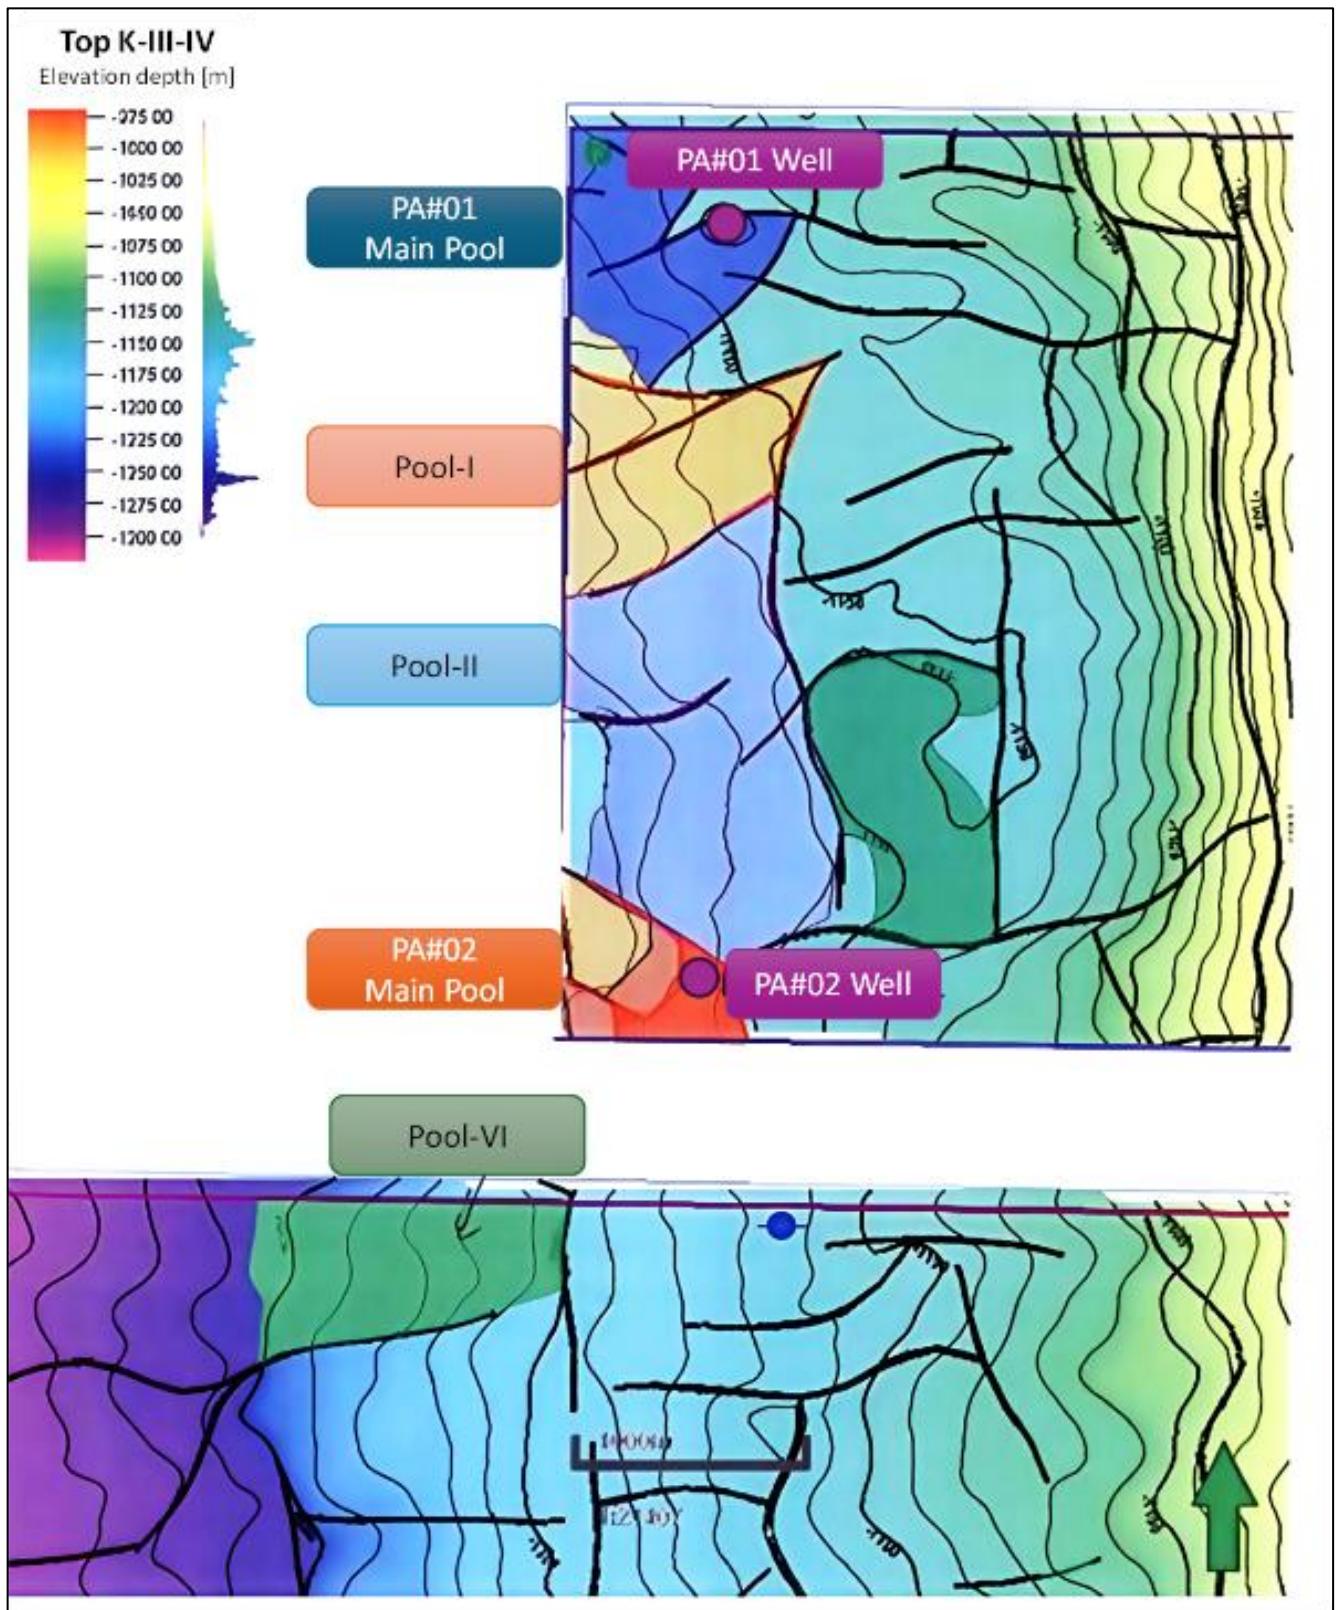 Top K-III-IV
Elevation depth [m]
-975 00
-1000 00
-1025 00
-1650 00
-1075 00
-1100 00
-1125 00
-1150 00
-1175 00
-1200 00
-1225 00
-1250 00
-1275 00
-1200 00
PA#01 Well
PA#01
Main Pool
Pool-I
Pool-II
PA#02
Main Pool
PA#02 Well
Pool-VI